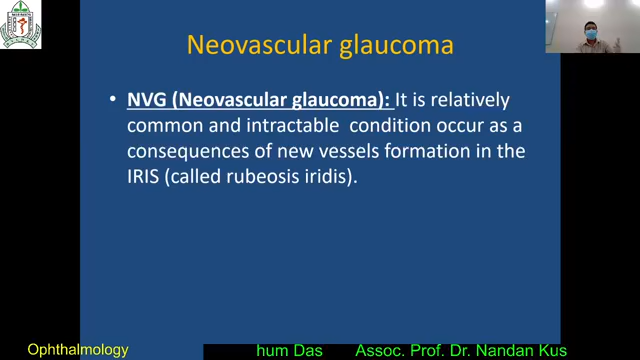 Neovascular glaucoma
• NVG (Neovascular glaucoma): It is relatively
common and intractable condition occur as a
consequences of new vessels formation in the
IRIS (called rubeosis iridis).
Ophthalmology
hum Das Assoc. Prof. Dr. Nandan Kus